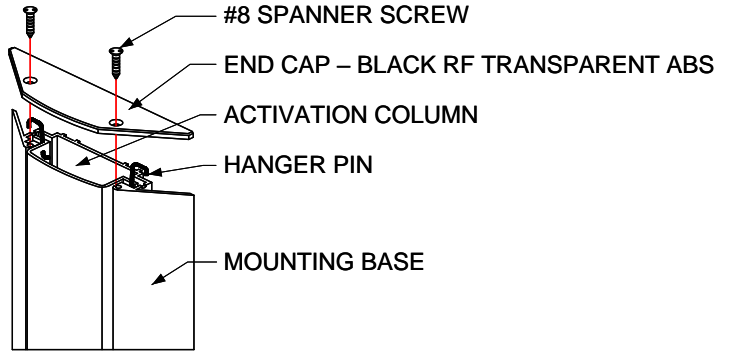 #8 SPANNER SCREW
END CAP – BLACK RF TRANSPARENT ABS
ACTIVATION COLUMN
HANGER PIN
MOUNTING BASE